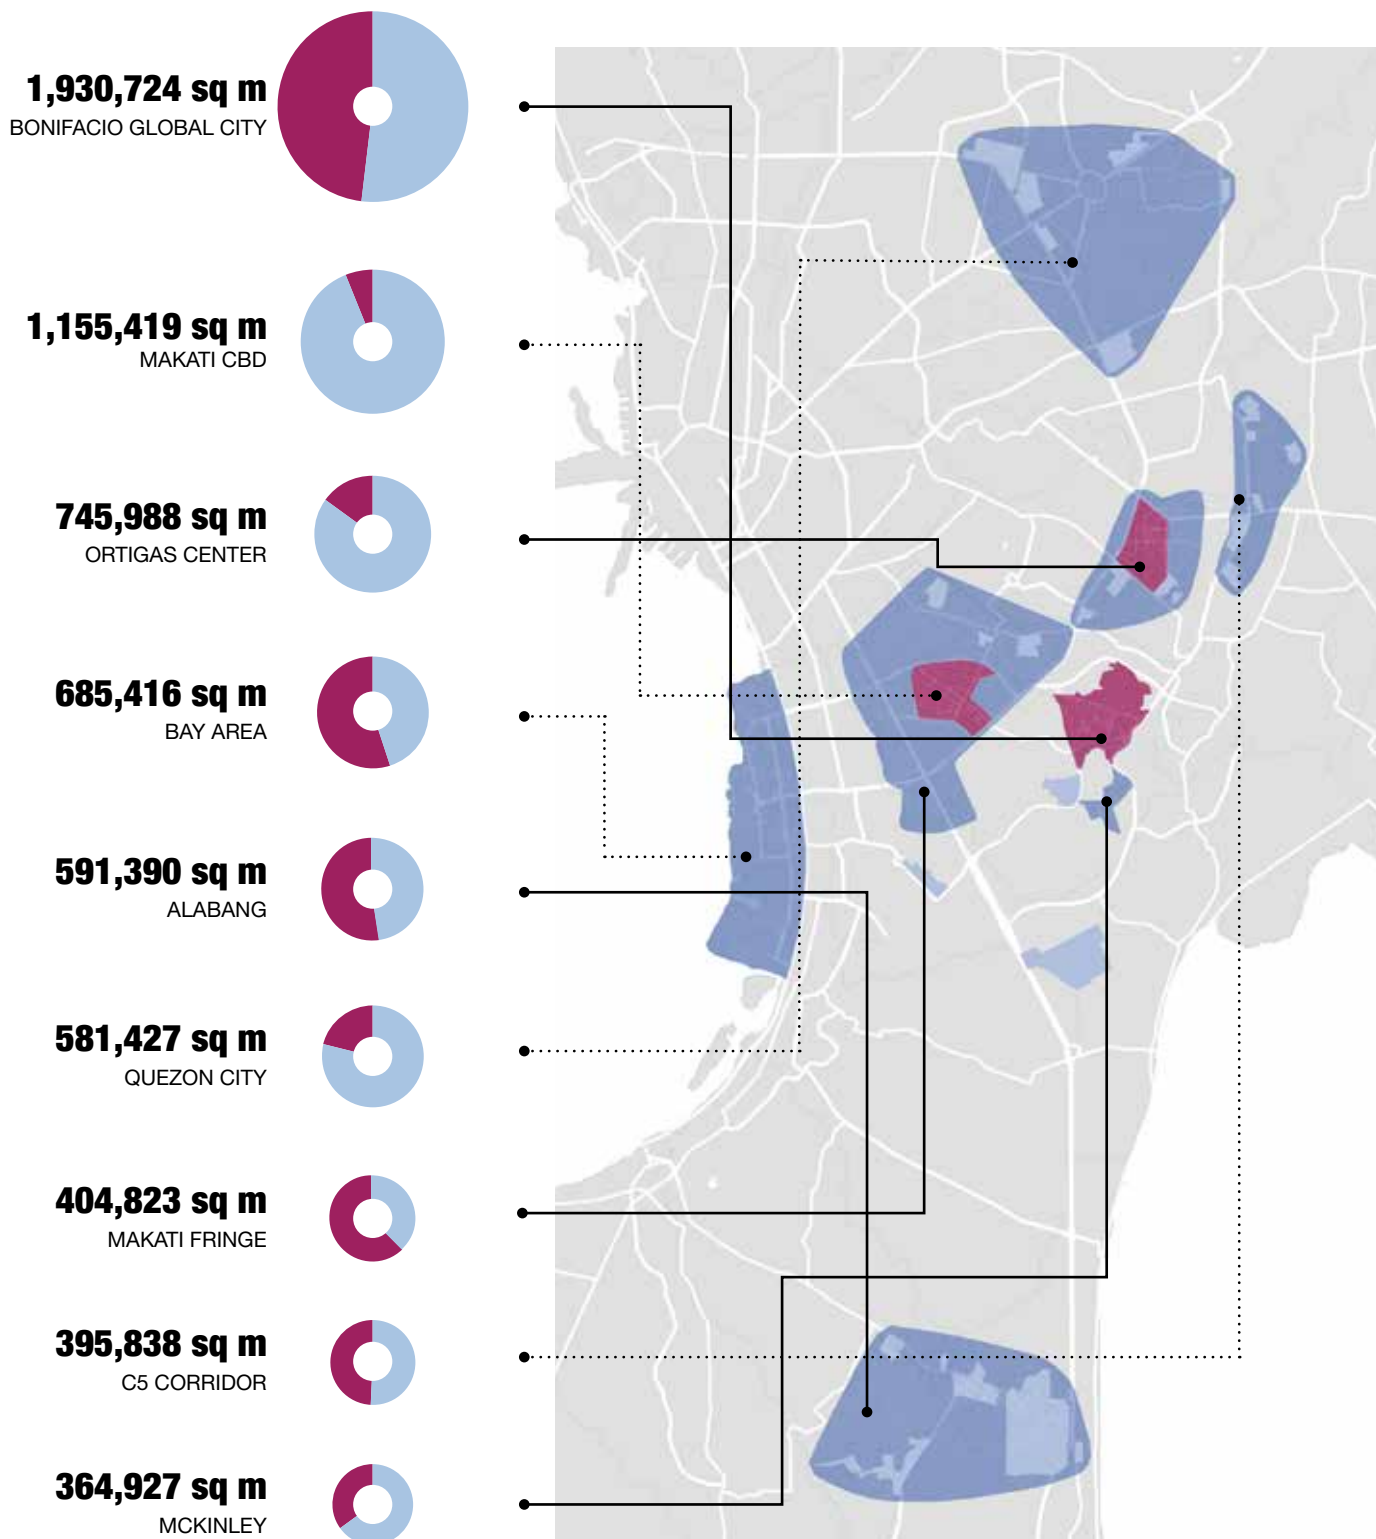 1,930,724 sq m
BONIFACIO GLOBAL CITY
1,155,419 sq m
MAKATI CBD
745,988 sq m
ORTIGAS CENTER
685,416 sq m
BAY AREA
591,390 sq m
ALABANG
581,427 sq m
QUEZON CITY
404,823 sq m
MAKATI FRINGE
395,838 sq m
C5 CORRIDOR
364,927 sq m
MCKINLEY